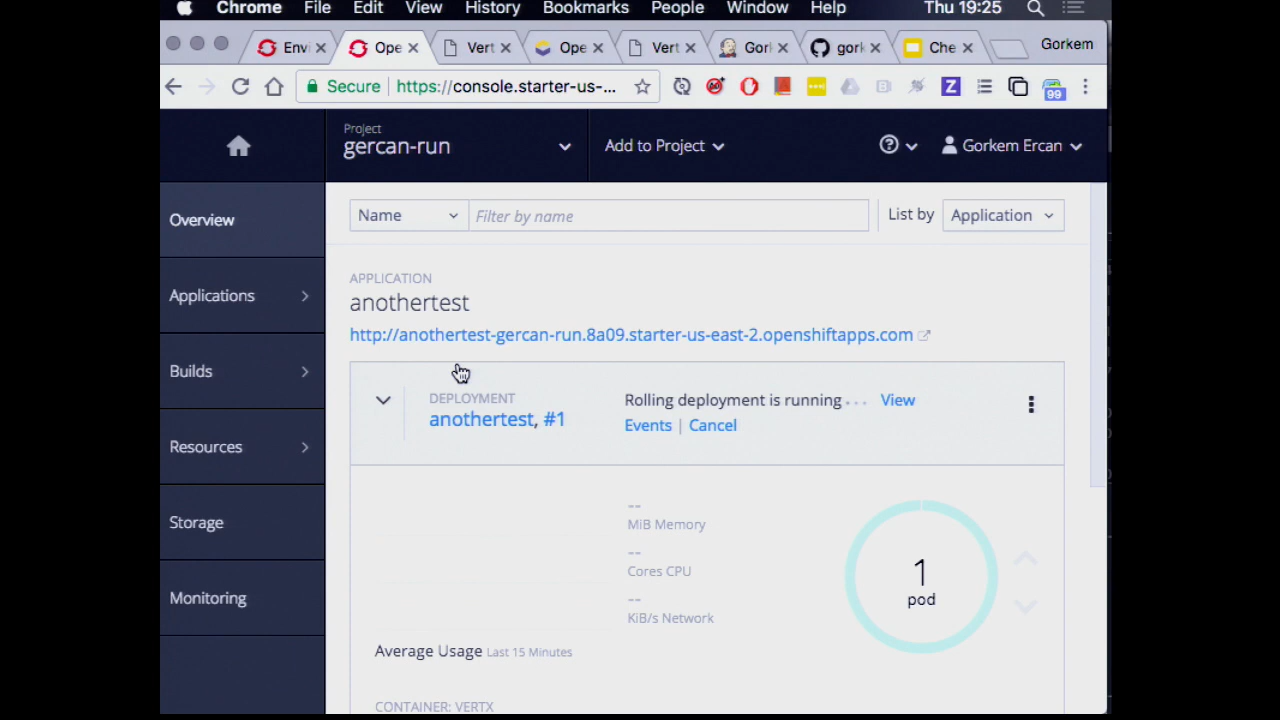 Chrome File Edit View History Bookmarks People Window Help Thu 19:25
Envi Ope Vert Ope Vert Gork gork Che Gorkem
Secure https://console.starter-us-... 99
Project
gercan-run Add to Project Gorkem Ercan
Overview
Applications
Builds
Resources
Storage
Monitoring
Name Filter by name List by Application
APPLICATION
anothertest
http://anothertest-gercan-run.8a09.starter-us-east-2.openshiftapps.com
DEPLOYMENT
anothertest, #1
Rolling deployment is running ... View
Events | Cancel
--
MiB Memory
--
Cores CPU
--
KiB/s Network
1
pod
Average Usage Last 15 Minutes
CONTAINER: VERTX